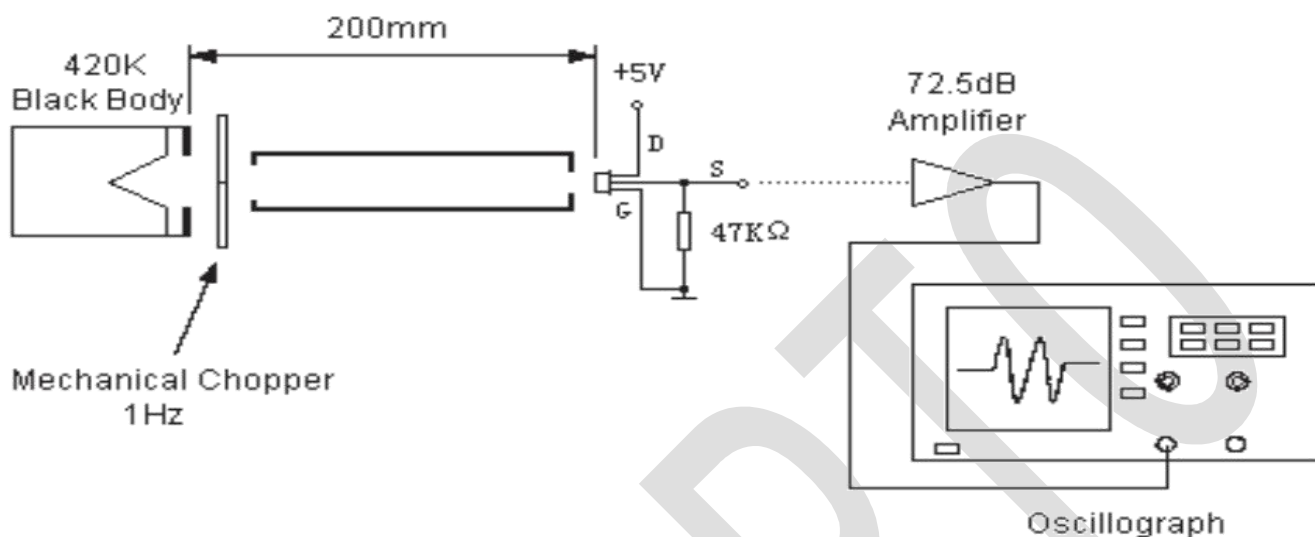 200mm
420K
Black Body
+5V
D
S
G
47KΩ
72.5dB
Amplifier
Mechanical Chopper
1Hz
Oscillograph